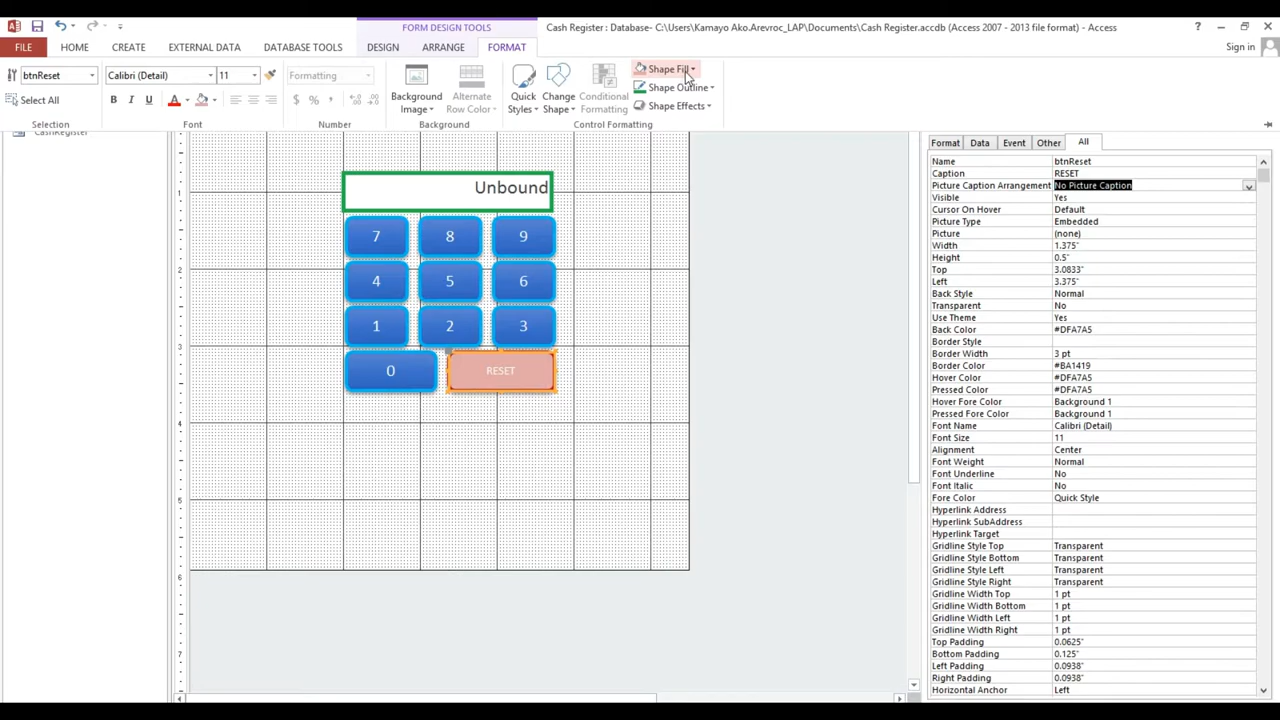 FORM DESIGN TOOLS
Cash Register : Database- C:\Users\Kamayo Ako.Arevroc_LAP\Documents\Cash Register.accdb (Access 2007 - 2013 file format) - Access
FILE HOME CREATE EXTERNAL DATA DATABASE TOOLS DESIGN ARRANGE FORMAT Sign in
btnReset Calibri (Detail) 11 Formatting
Select All B I U A $ % ,
Background Image
Alternate Row Color
Quick Styles
Change Shape
Conditional Formatting
Shape Fill
Shape Outline
Shape Effects
Selection Font Number Background Control Formatting
CashRegister
Unbound
7 8 9
4 5 6
1 2 3
0 RESET
1
2
3
4
5
6
7
Format Data Event Other All
Name btnReset
Caption RESET
Picture Caption Arrangement No Picture Caption
Visible Yes
Cursor On Hover Default
Picture Type Embedded
Picture (none)
Width 1.375"
Height 0.5"
Top 3.0833"
Left 3.375"
Back Style Normal
Transparent No
Use Theme Yes
Back Color #DFA7A5
Border Style
Border Width 3 pt
Border Color #BA1419
Hover Color #DFA7A5
Pressed Color #DFA7A5
Hover Fore Color Background 1
Pressed Fore Color Background 1
Font Name Calibri (Detail)
Font Size 11
Alignment Center
Font Weight Normal
Font Underline No
Font Italic No
Fore Color Quick Style
Hyperlink Address
Hyperlink SubAddress
Hyperlink Target
Gridline Style Top Transparent
Gridline Style Bottom Transparent
Gridline Style Left Transparent
Gridline Style Right Transparent
Gridline Width Top 1 pt
Gridline Width Bottom 1 pt
Gridline Width Left 1 pt
Gridline Width Right 1 pt
Top Padding 0.0625"
Bottom Padding 0.125"
Left Padding 0.0938"
Right Padding 0.0938"
Horizontal Anchor Left